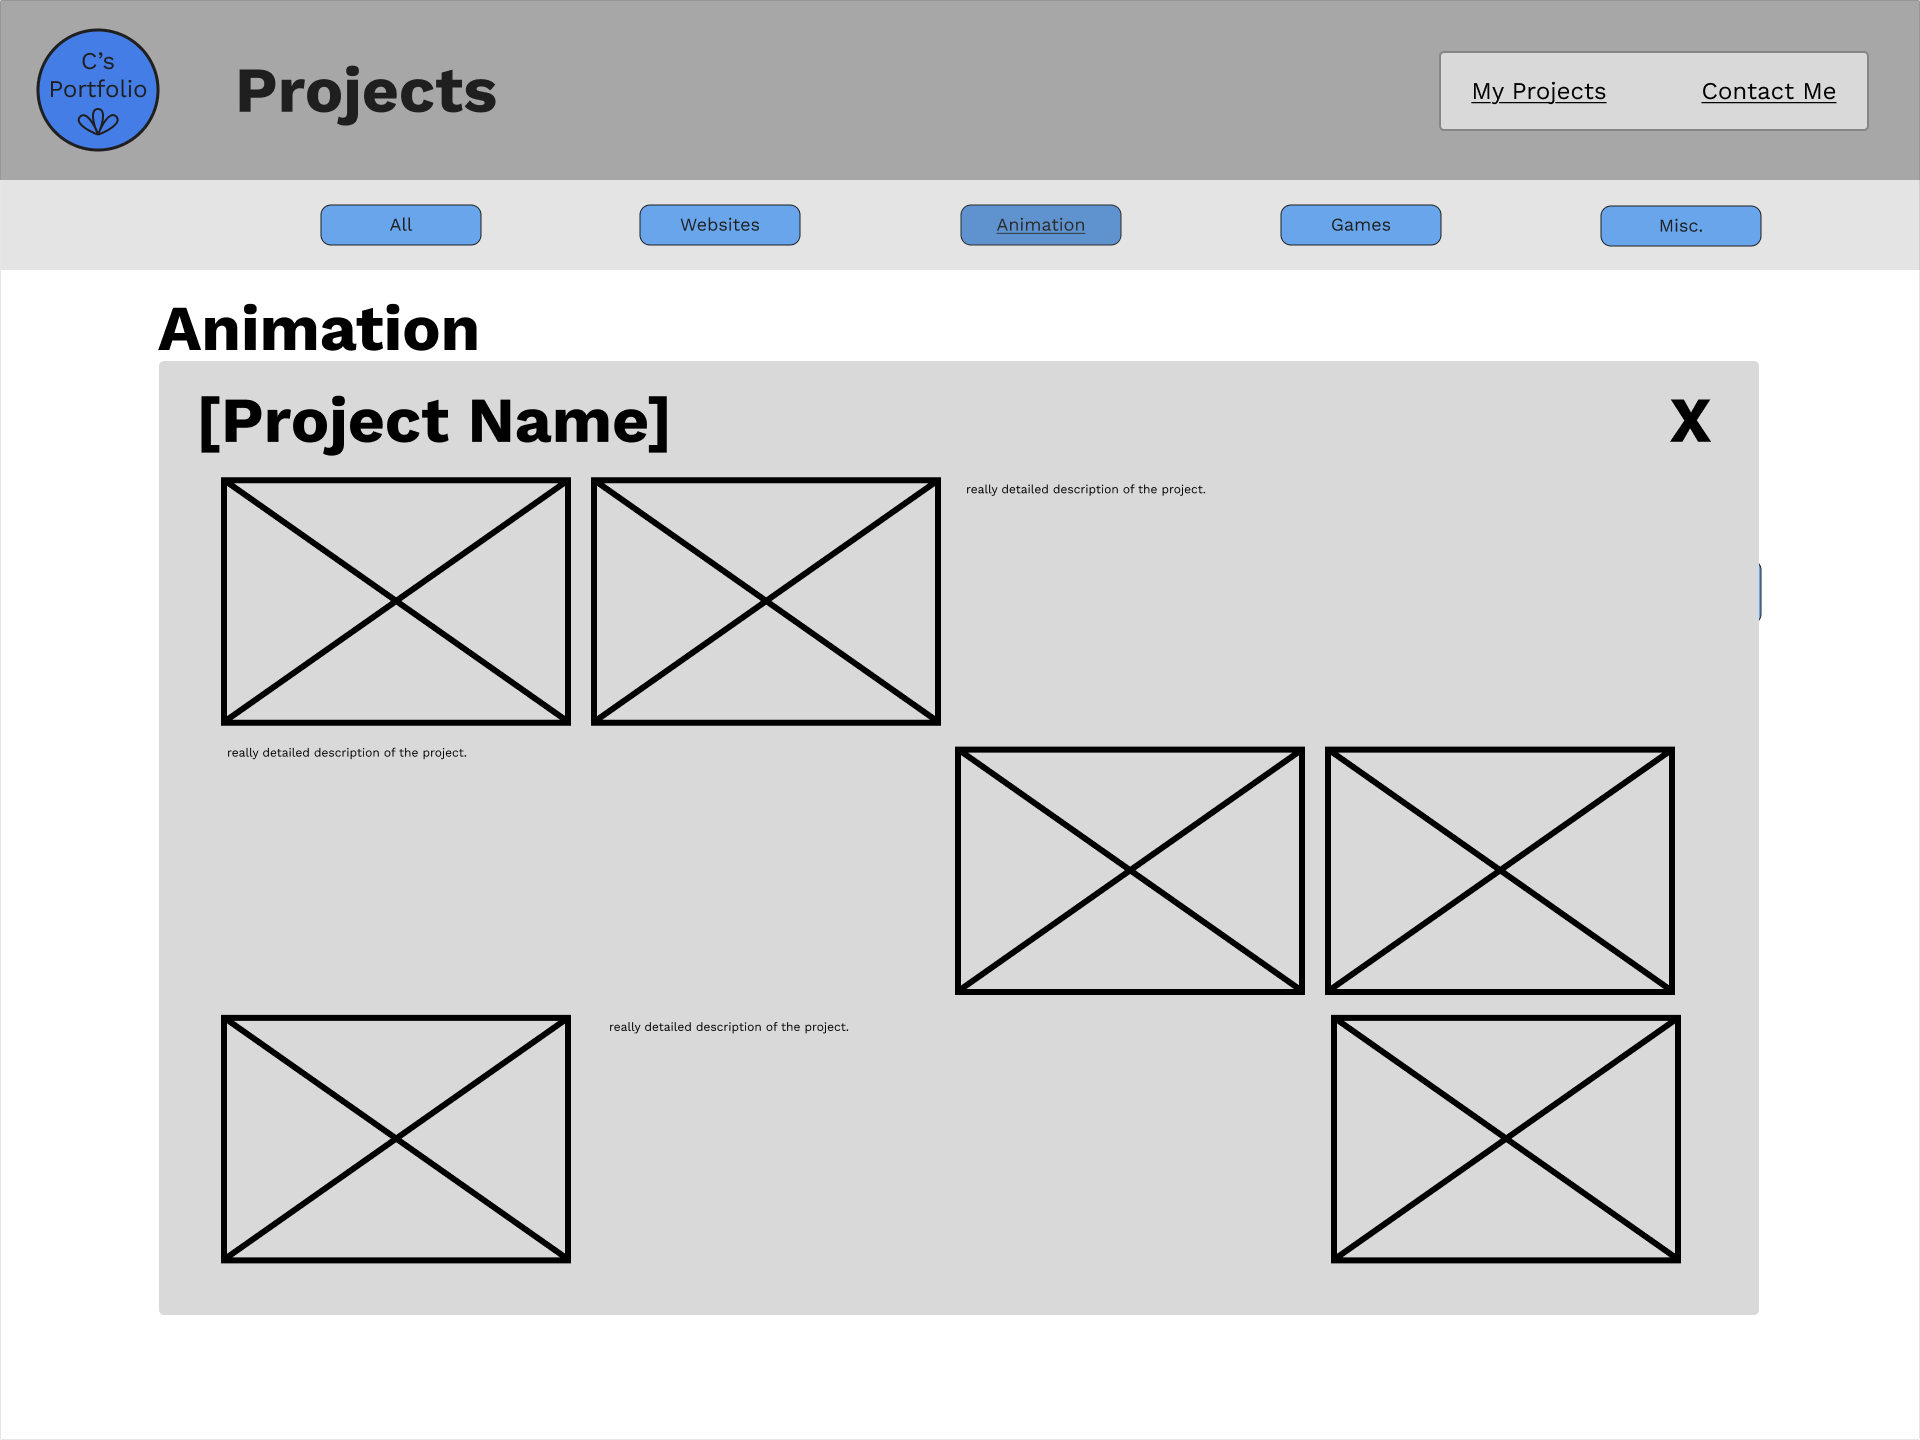 C's
Portfolio
Projects
My Projects
Contact Me
All
Websites
Animation
Games
Misc.
Animation
[Project Name]
X
really detailed description of the project.
really detailed description of the project.
really detailed description of the project.